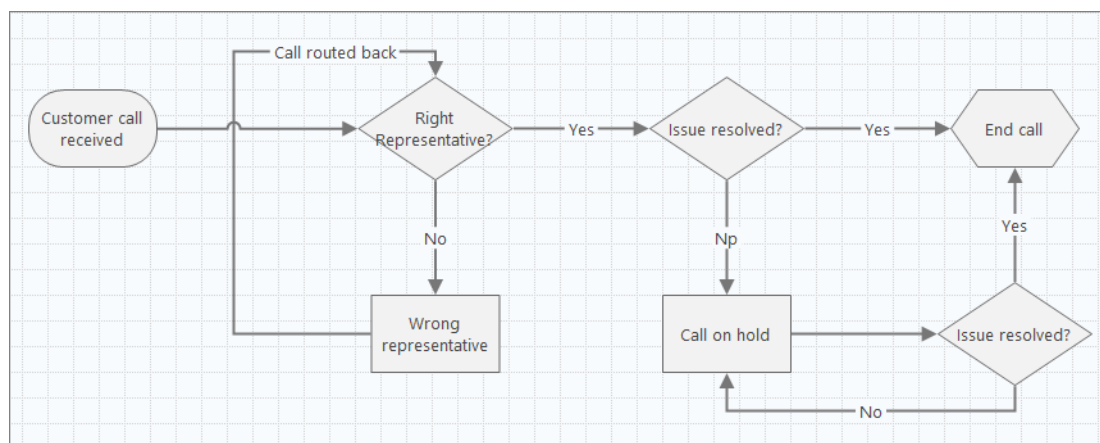 Call routed back
Customer call
received
Right
Representative?
Yes
Issue resolved?
Yes
End call
No
Np
Yes
Wrong
representative
Call on hold
Issue resolved?
No